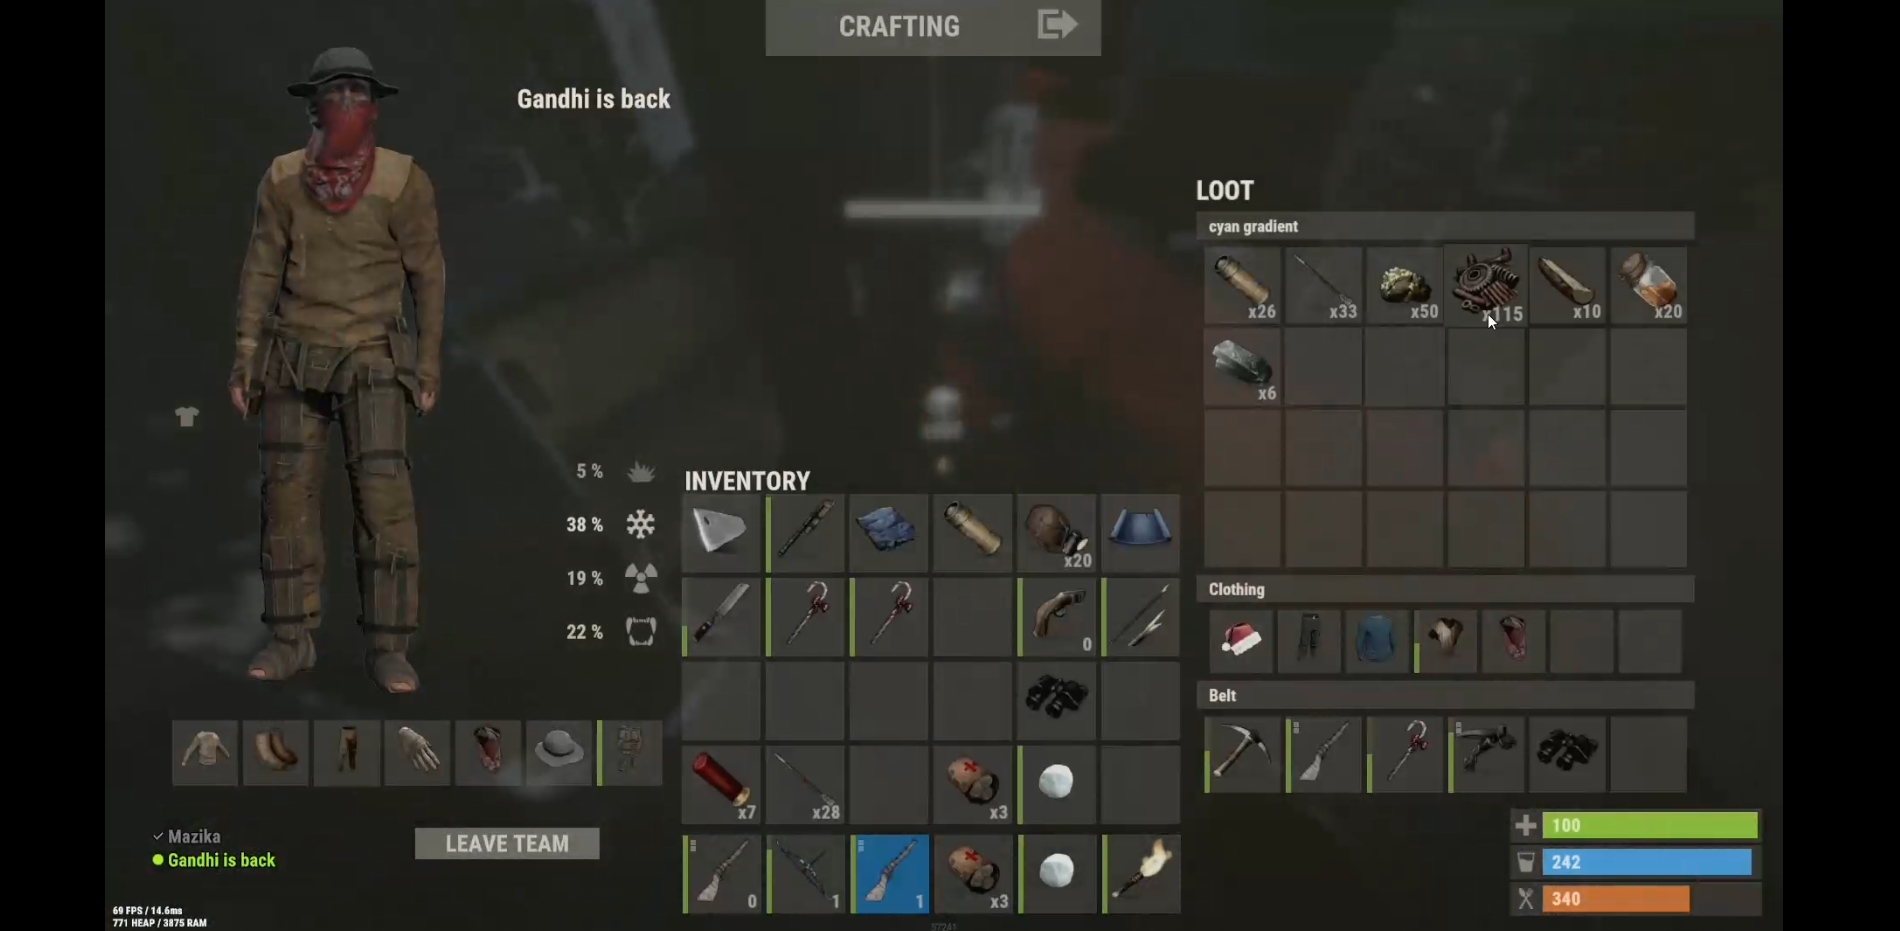 CRAFTING
Gandhi is back
LOOT
cyan gradient
x26
x33
x50
x115
x10
x20
x6
5 %
38 %
19 %
22 %
INVENTORY
x20
0
x7
x28
x3
0
1
1
x3
Clothing
Belt
Mazika
Gandhi is back
LEAVE TEAM
100
242
340
69 FPS / 14.6ms
771 HEAP / 3875 RAM